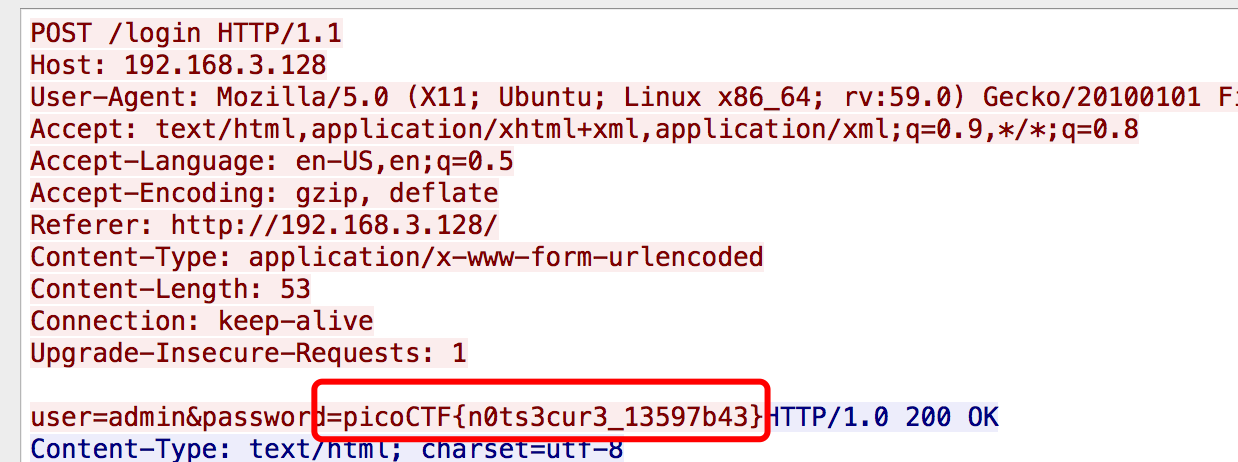 POST /login HTTP/1.1
Host: 192.168.3.128
User-Agent: Mozilla/5.0 (X11; Ubuntu; Linux x86_64; rv:59.0) Gecko/20100101 Fi
Accept: text/html,application/xhtml+xml,application/xml;q=0.9,*/*;q=0.8
Accept-Language: en-US,en;q=0.5
Accept-Encoding: gzip, deflate
Referer: http://192.168.3.128/
Content-Type: application/x-www-form-urlencoded
Content-Length: 53
Connection: keep-alive
Upgrade-Insecure-Requests: 1
user=admin&password=picoCTF{n0ts3cur3_13597b43}HTTP/1.0 200 OK
Content-Type: text/html; charset=utf-8